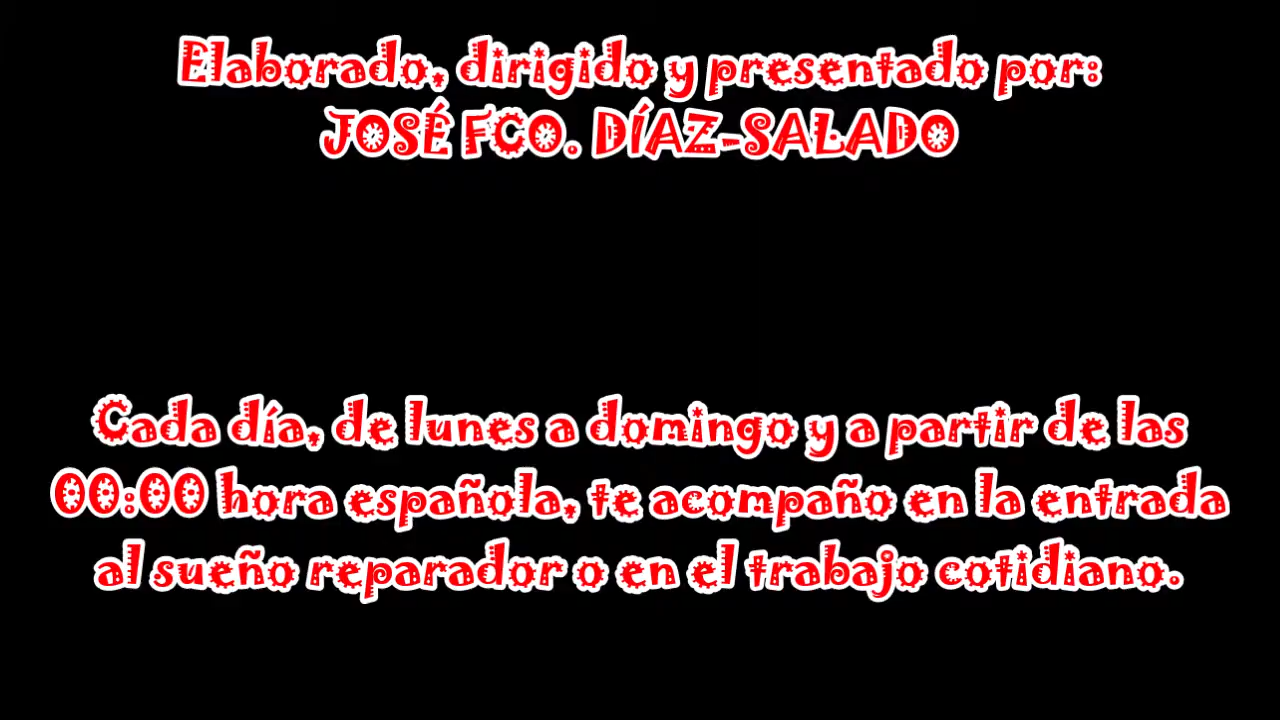 Elaborado, dirigido y presentado por:
JOSÉ FCO. DÍAZ-SALADO
Cada día, de lunes a domingo y a partir de las
00:00 hora española, te acompaño en la entrada
al sueño reparador o en el trabajo cotidiano.